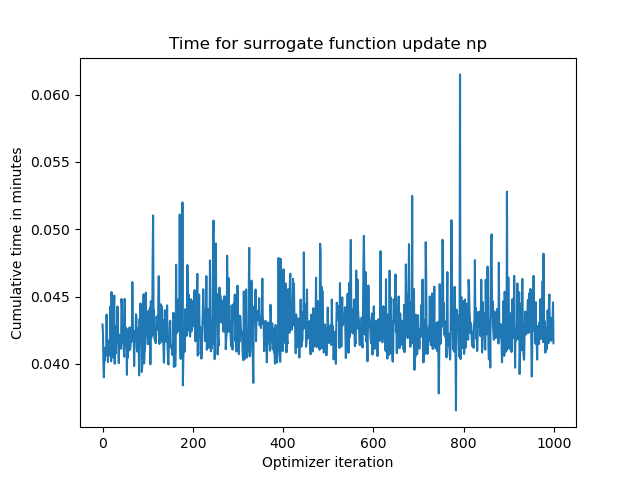 Time for surrogate function update np
Cumulative time in minutes
0.060
0.055
0.050
0.045
0.040
0 200 400 600 800 1000
Optimizer iteration